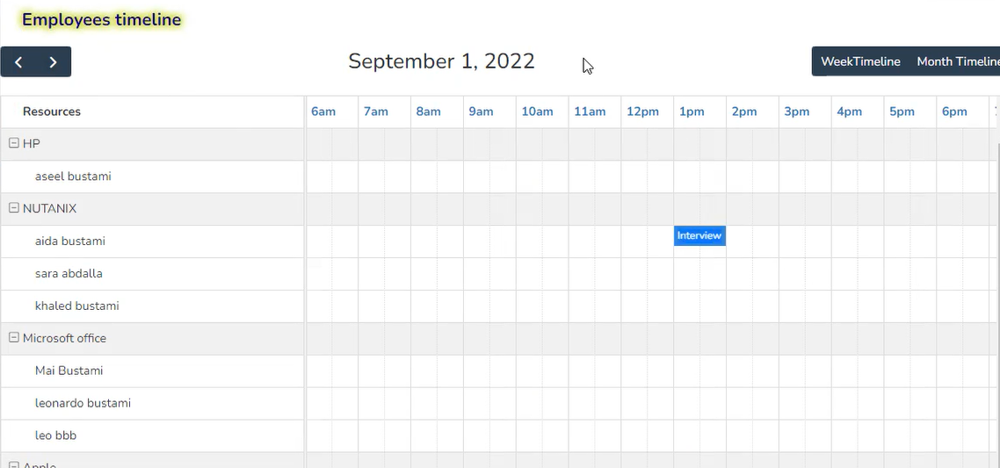 Employees timeline
September 1, 2022
WeekTimeline Month Timeline
Resources 6am 7am 8am 9am 10am 11am 12pm 1pm 2pm 3pm 4pm 5pm 6pm
HP
aseel bustami
NUTANIX
aida bustami Interview
sara abdalla
khaled bustami
Microsoft office
Mai Bustami
leonardo bustami
leo bbb
Apple